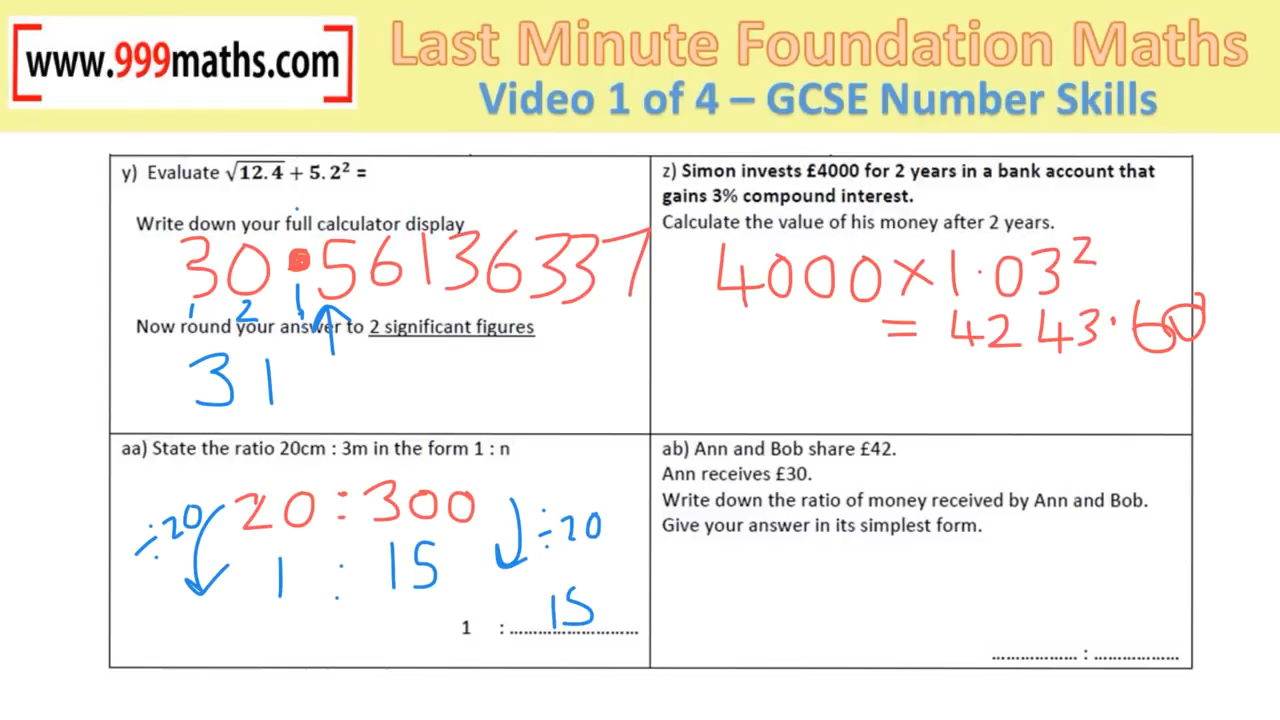 www.999maths.com
Last Minute Foundation Maths
Video 1 of 4 – GCSE Number Skills
y) Evaluate √12.4 + 5.2² =
Write down your full calculator display
30.56136337
1 2
Now round your answer to 2 significant figures
31
z) Simon invests £4000 for 2 years in a bank account that
gains 3% compound interest.
Calculate the value of his money after 2 years.
4000 × 1.03²
= 4243.60
aa) State the ratio 20cm : 3m in the form 1 : n
20 : 300
÷20 ÷20
1 : 15
15
1 : ........................
ab) Ann and Bob share £42.
Ann receives £30.
Write down the ratio of money received by Ann and Bob.
Give your answer in its simplest form.
................ : ................